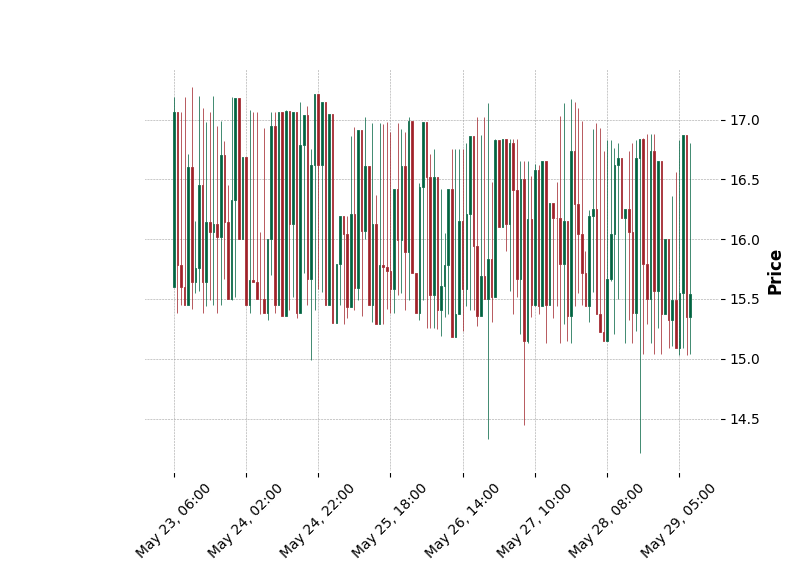 17.0
16.5
16.0
15.5
15.0
14.5
Price
May 23, 06:00
May 24, 02:00
May 24, 22:00
May 25, 18:00
May 26, 14:00
May 27, 10:00
May 28, 08:00
May 29, 05:00